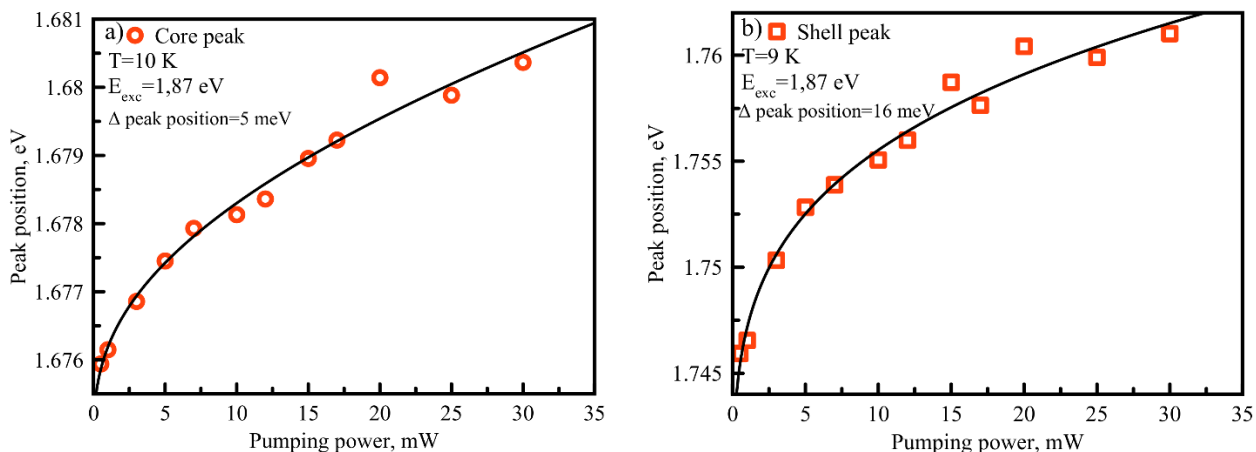 a) Core peak
T=10 K
E_exc=1,87 eV
Δ peak position=5 meV
Peak position, eV
1.681
1.68
1.679
1.678
1.677
1.676
0 5 10 15 20 25 30 35
Pumping power, mW
b) Shell peak
T=9 K
E_exc=1,87 eV
Δ peak position=16 meV
Peak position, eV
1.76
1.755
1.75
1.745
0 5 10 15 20 25 30 35
Pumping power, mW